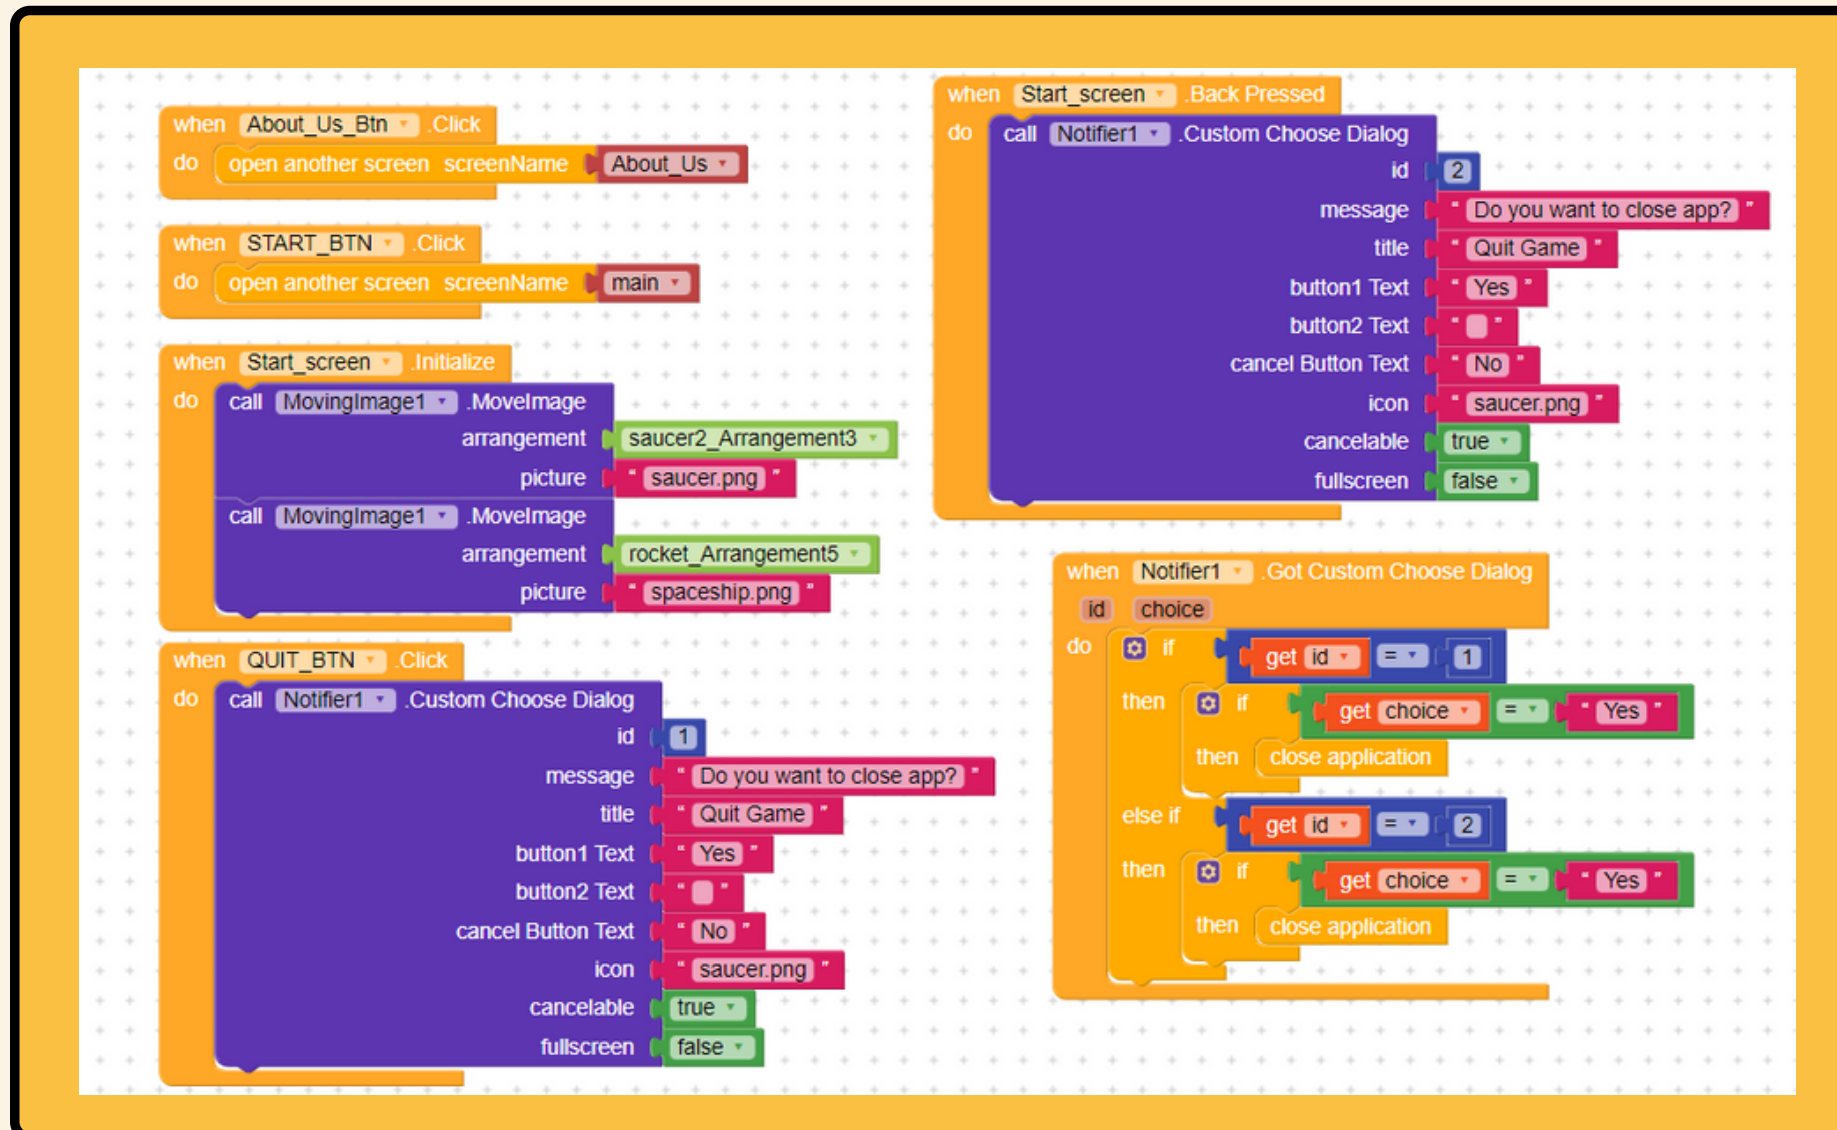 when About_Us_Btn .Click
do open another screen screenName About_Us
when START_BTN .Click
do open another screen screenName main
when Start_screen .Initialize
do call MovingImage1 .MoveImage
arrangement saucer2_Arrangement3
picture " saucer.png "
call MovingImage1 .MoveImage
arrangement rocket_Arrangement5
picture " spaceship.png "
when QUIT_BTN .Click
do call Notifier1 .Custom Choose Dialog
id 1
message " Do you want to close app? "
title " Quit Game "
button1 Text " Yes "
button2 Text " "
cancel Button Text " No "
icon " saucer.png "
cancelable true
fullscreen false
when Start_screen .Back Pressed
do call Notifier1 .Custom Choose Dialog
id 2
message " Do you want to close app? "
title " Quit Game "
button1 Text " Yes "
button2 Text " "
cancel Button Text " No "
icon " saucer.png "
cancelable true
fullscreen false
when Notifier1 .Got Custom Choose Dialog
id choice
do if get id = 1
then if get choice = " Yes "
then close application
else if get id = 2
then if get choice = " Yes "
then close application